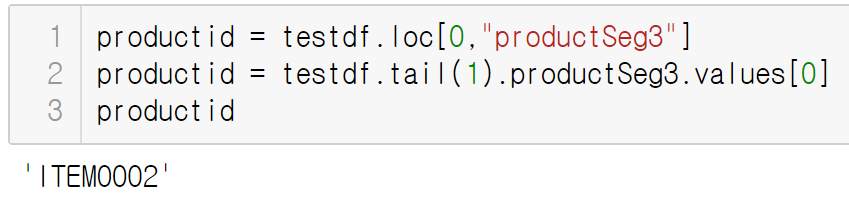 1 productid = testdf.loc[0,"productSeg3"]
2 productid = testdf.tail(1).productSeg3.values[0]
3 productid
'ITEM0002'